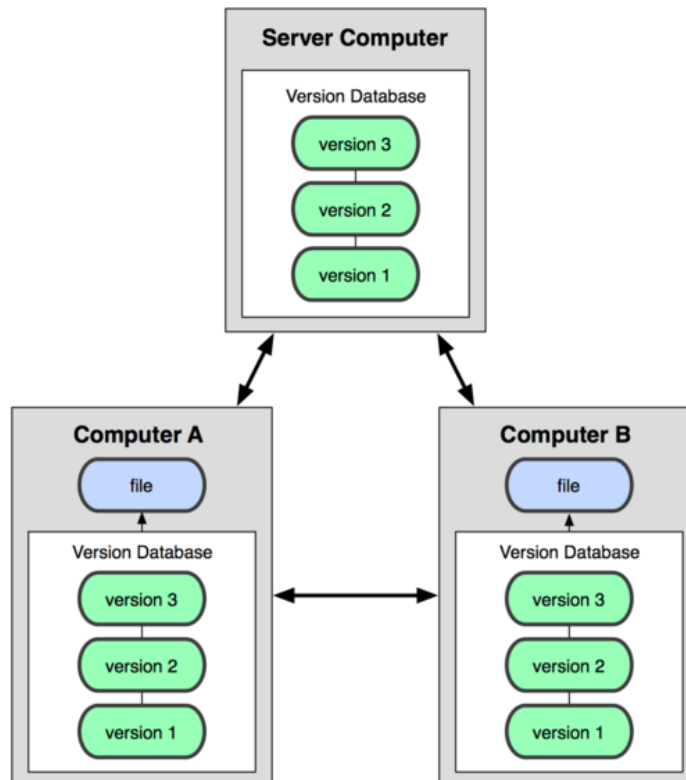 Server Computer
Version Database
version 3
version 2
version 1
Computer A
file
Version Database
version 3
version 2
version 1
Computer B
file
Version Database
version 3
version 2
version 1